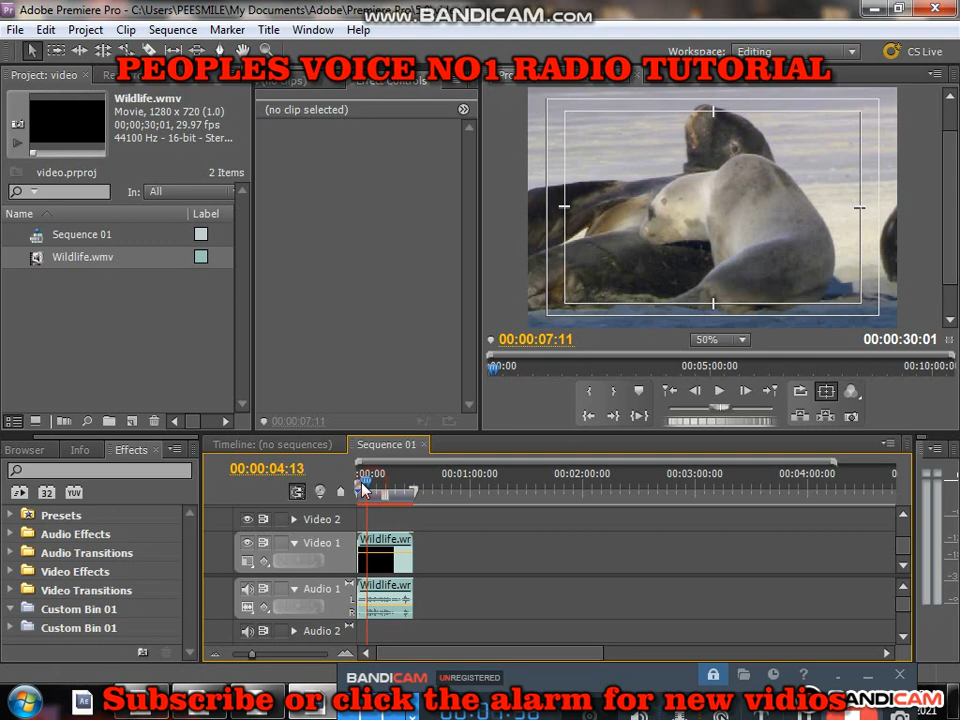 Adobe Premiere Pro - C:\Users\PEESMILE\My Documents\Adobe\Premiere Pro\5.0\
www.BANDICAM.com
File Edit Project Clip Sequence Marker Title Window Help
Workspace: Editing
CS Live
PEOPLES VOICE NO1 RADIO TUTORIAL
Project: video
Effect Controls
Wildlife.wmv
Movie, 1280 x 720 (1.0)
00;00;30;01, 29.97 fps
44100 Hz - 16-bit - Ster...
(no clip selected)
video.prproj
2 Items
In: All
Name
Label
Sequence 01
Wildlife.wmv
00:00:07:11
50%
00:00:30:01
:00:00
00:05:00:00
00:10:00:00
00:00:07:11
Browser
Info
Effects
Timeline: (no sequences)
Sequence 01
00:00:04:13
:00:00
00:01:00:00
00:02:00:00
00:03:00:00
00:04:00:00
0
32
YUV
Presets
Audio Effects
Audio Transitions
Video Effects
Video Transitions
Custom Bin 01
Custom Bin 01
Video 2
Video 1
Wildlife.wr
Audio 1
Wildlife.wr
L
R
Audio 2
BANDICAM UNREGISTERED
Subscribe or click the alarm for new vidios
BANDICAM
2021